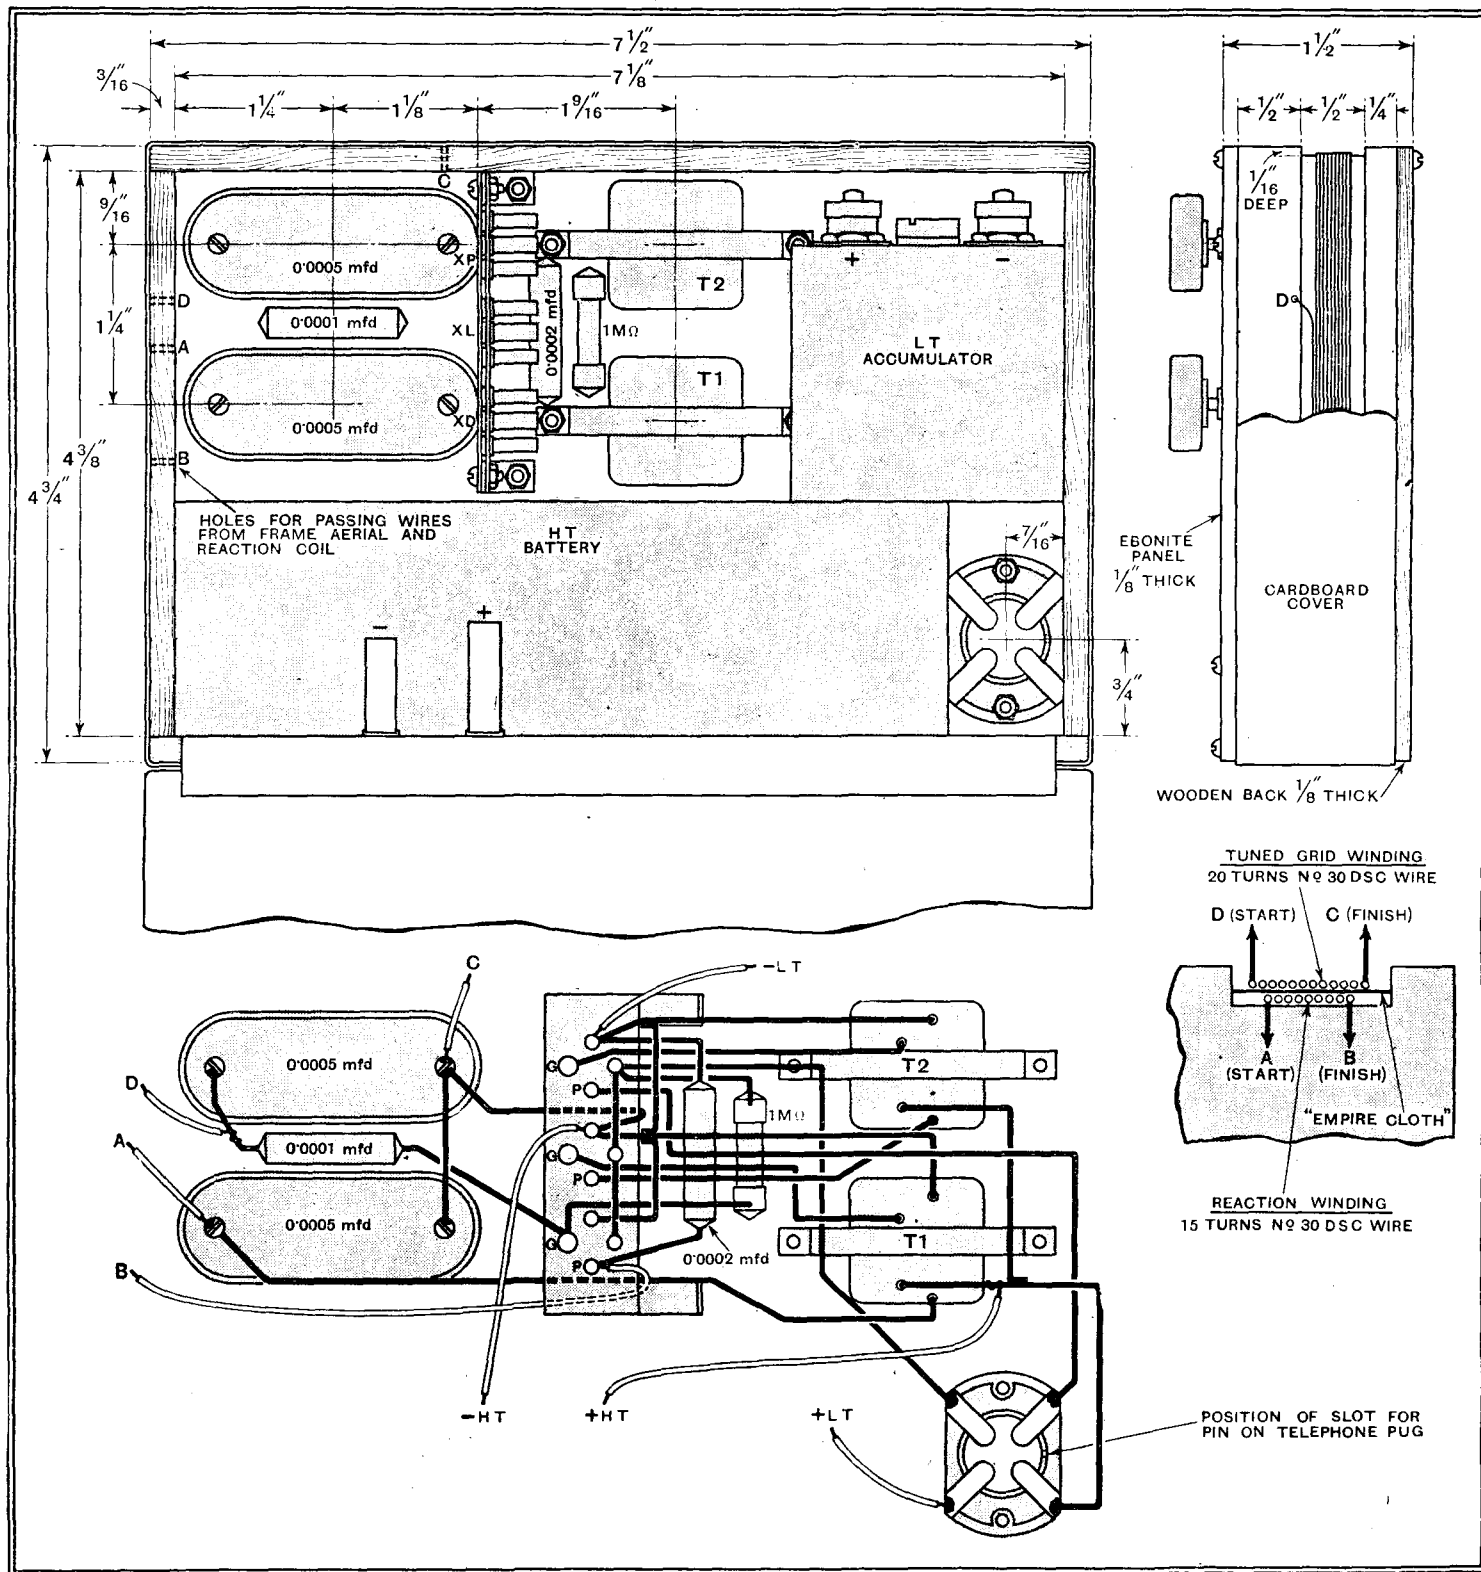 7 1/2"
7 1/8"
3/16"
1 1/4"
1 1/8"
1 9/16"
1 1/2"
1/2"
1/2"
1/4"
C
9/16"
1/16"
DEEP
0·0005 mfd
XP
T2
+
−
D
D
1 1/4"
0·0001 mfd
XL
0·0002 mfd
1MΩ
A
LT
ACCUMULATOR
T1
0·0005 mfd
XD
4 3/8"
B
4 3/4"
HOLES FOR PASSING WIRES
FROM FRAME AERIAL AND
REACTION COIL
HT
BATTERY
7/16"
EBONITE
PANEL
1/8" THICK
CARDBOARD
COVER
−
+
3/4"
WOODEN BACK 1/8" THICK
TUNED GRID WINDING
20 TURNS Nº 30 DSC WIRE
D (START)
C (FINISH)
A
(START)
B
(FINISH)
"EMPIRE CLOTH"
REACTION WINDING
15 TURNS Nº 30 DSC WIRE
C
−LT
0·0005 mfd
G
T2
D
P
1MΩ
A
0·0001 mfd
G
P
0·0005 mfd
G
T1
0·0002 mfd
B
P
−HT
+HT
+LT
POSITION OF SLOT FOR
PIN ON TELEPHONE PUG